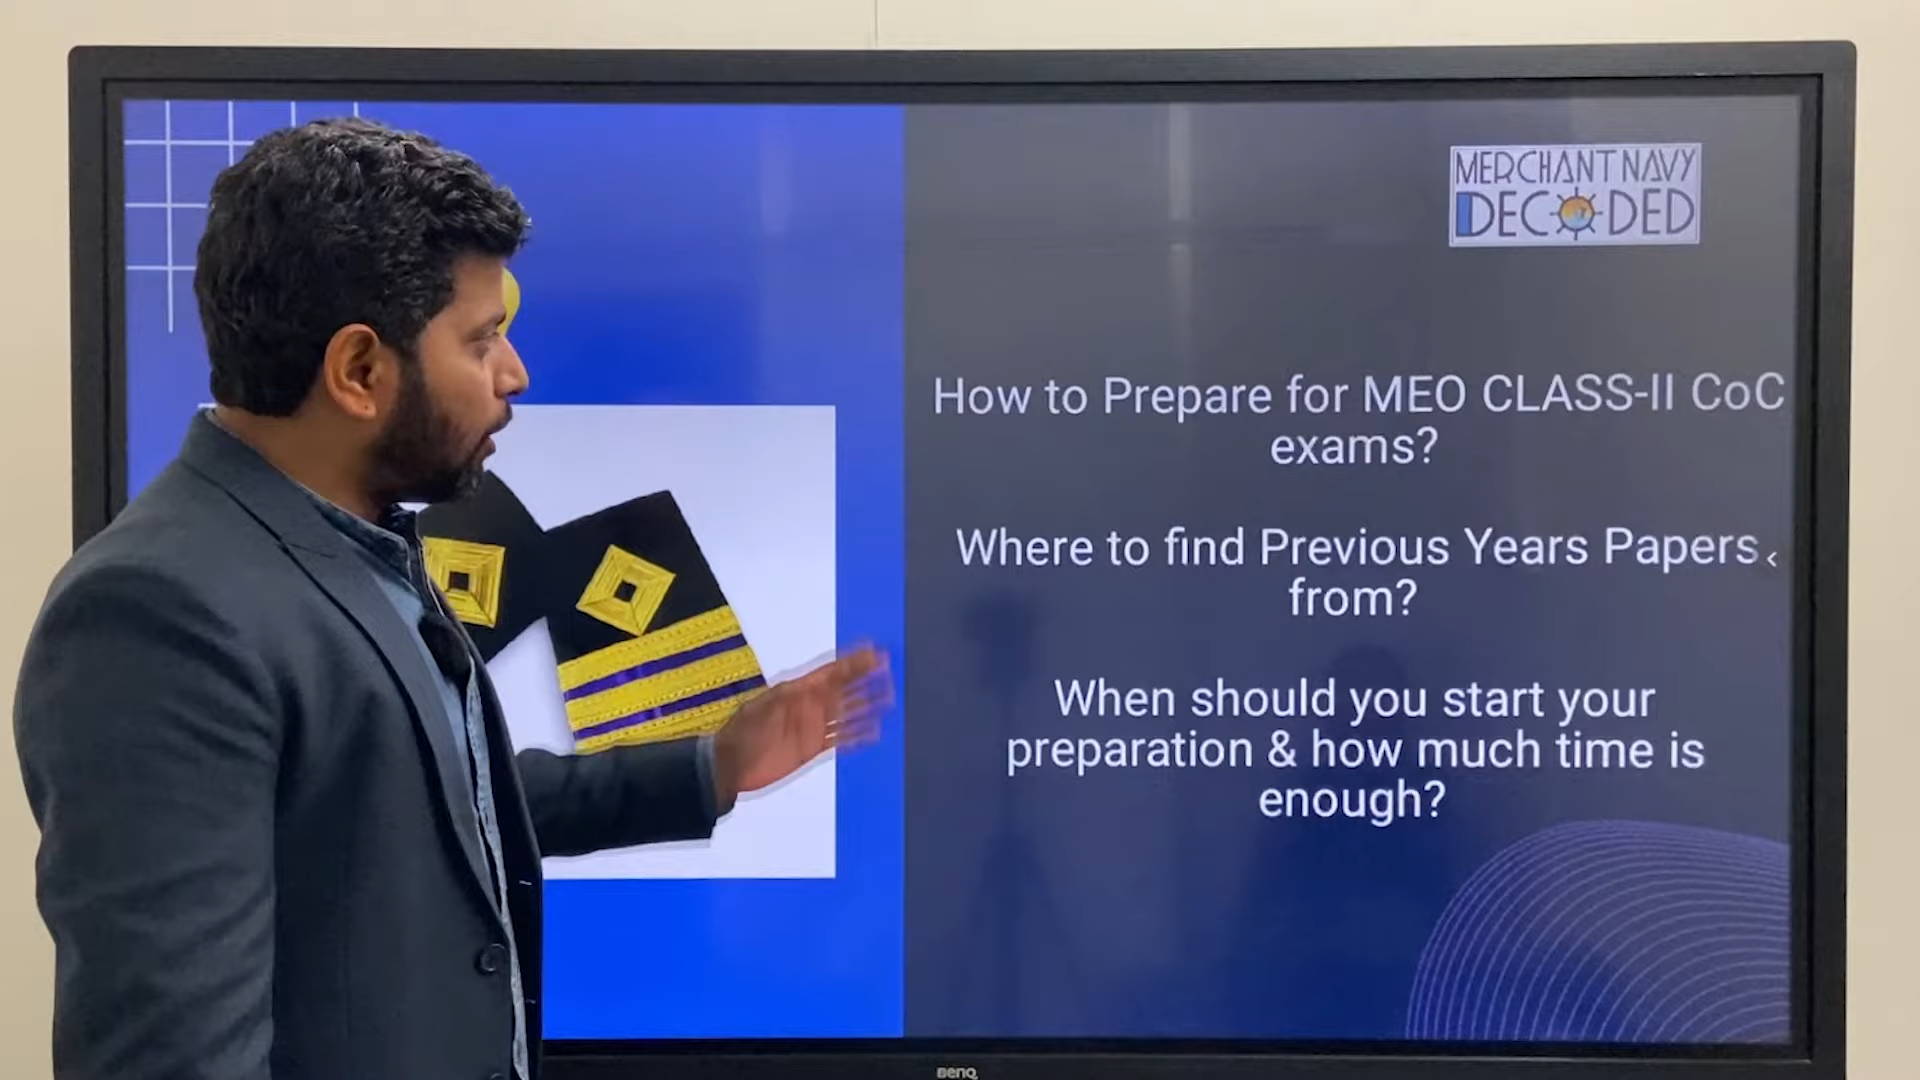 MERCHANT NAVY
DECODED
How to Prepare for MEO CLASS-II CoC
exams?
Where to find Previous Years Papers
from?
When should you start your
preparation & how much time is
enough?
BenQ